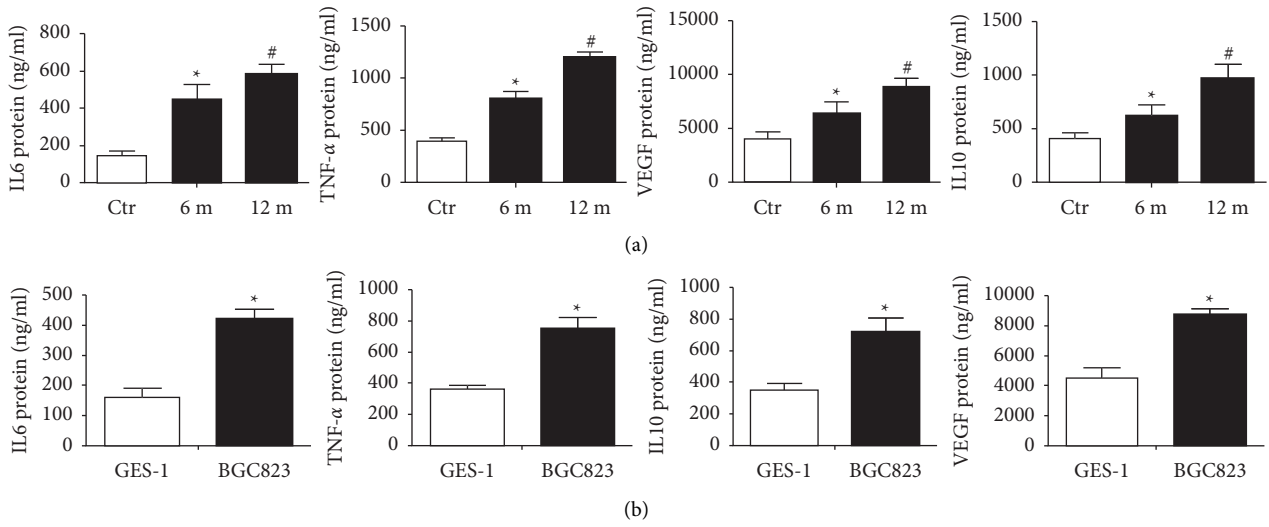 IL6 protein (ng/ml)
800
600
400
200
0
*
#
Ctr
6 m
12 m
TNF-α protein (ng/ml)
1500
1000
500
0
*
#
Ctr
6 m
12 m
VEGF protein (ng/ml)
15000
10000
5000
0
*
#
Ctr
6 m
12 m
IL10 protein (ng/ml)
1500
1000
500
0
*
#
Ctr
6 m
12 m
(a)
IL6 protein (ng/ml)
500
400
300
200
100
0
*
GES-1
BGC823
TNF-α protein (ng/ml)
1000
800
600
400
200
0
*
GES-1
BGC823
IL10 protein (ng/ml)
1000
800
600
400
200
0
*
GES-1
BGC823
VEGF protein (ng/ml)
10000
8000
6000
4000
2000
0
*
GES-1
BGC823
(b)